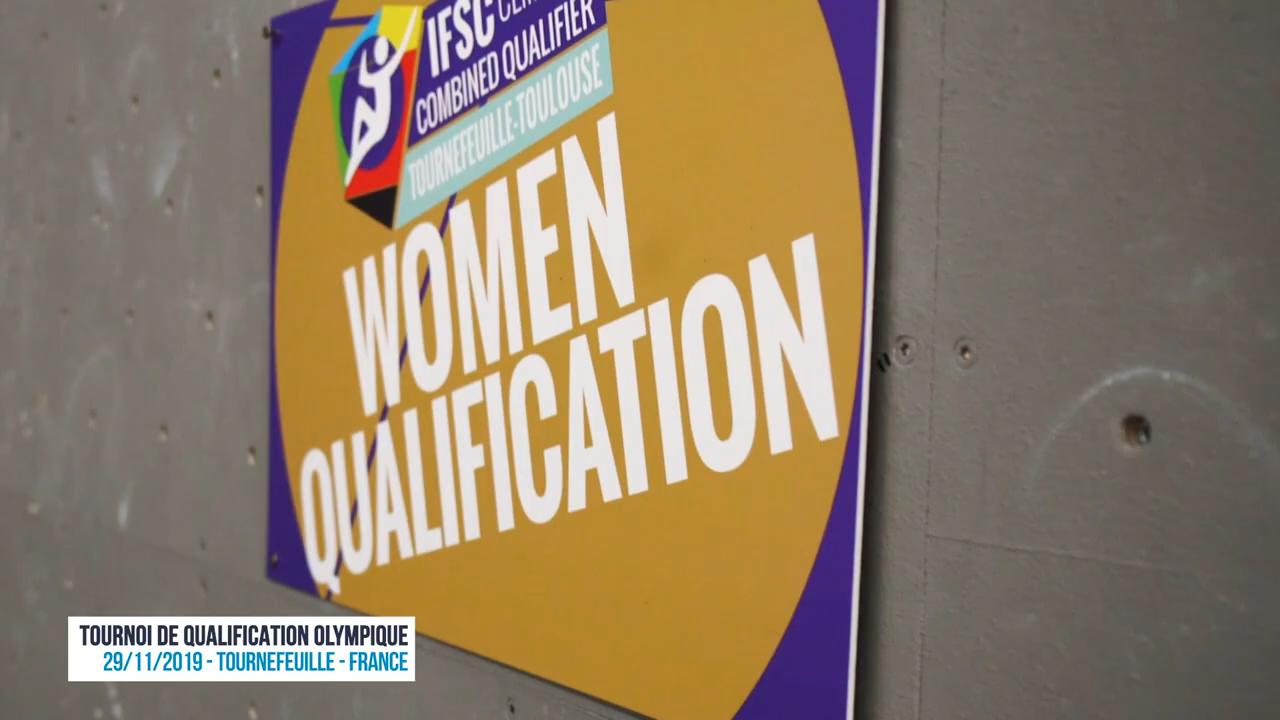 IFSC
COMBINED QUALIFIER
TOURNEFEUILLE-TOULOUSE
WOMEN
QUALIFICATION
TOURNOI DE QUALIFICATION OLYMPIQUE
29/11/2019 - TOURNEFEUILLE - FRANCE